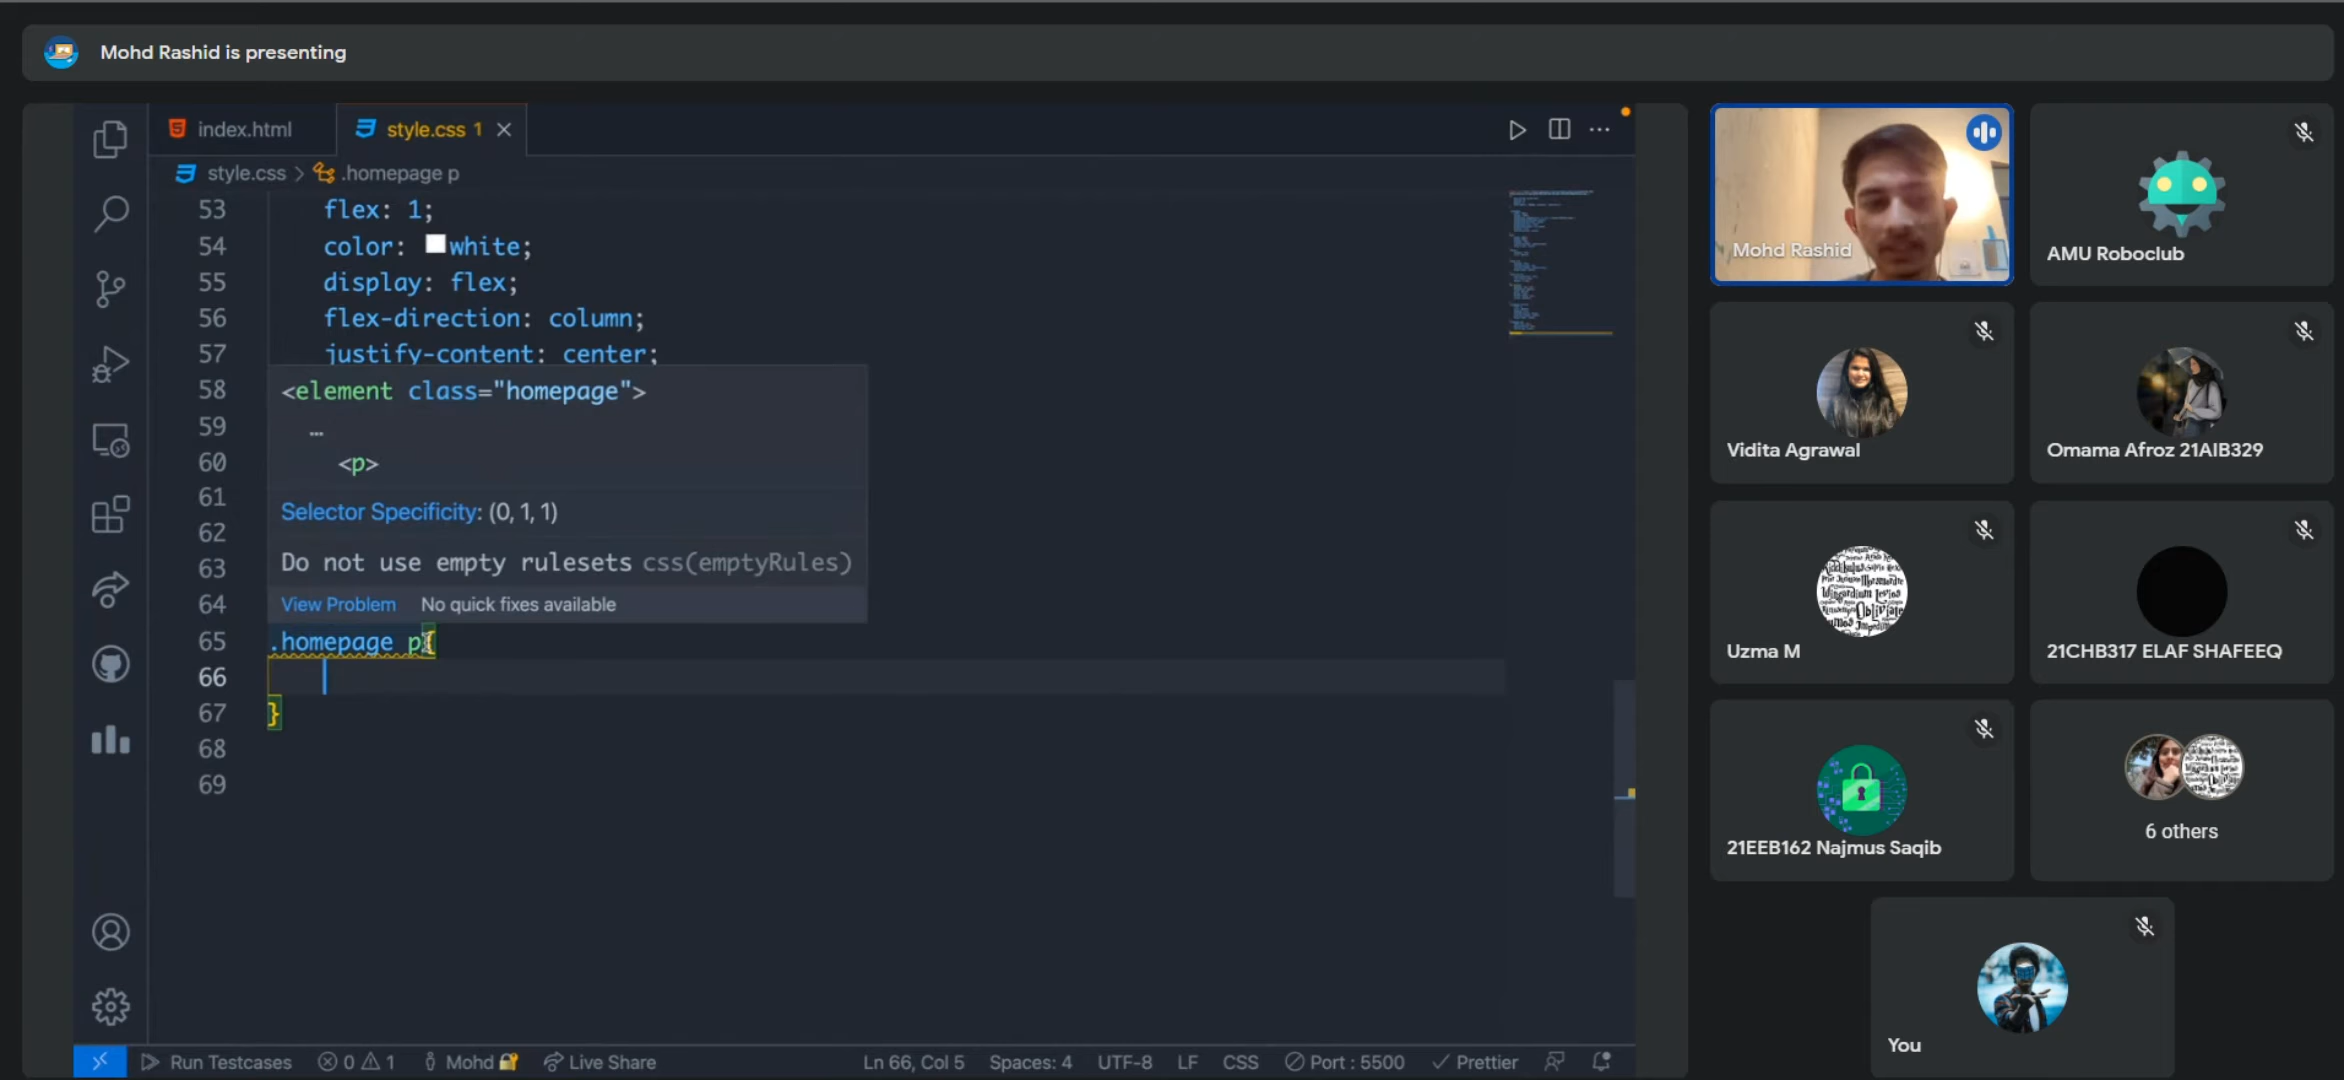 Mohd Rashid is presenting
index.html
style.css 1
style.css > .homepage p
53 flex: 1;
54 color: white;
55 display: flex;
56 flex-direction: column;
57 justify-content: center;
58
59
60
61
62
63
64
<element class="homepage">
…
<p>
Selector Specificity: (0, 1, 1)
Do not use empty rulesets css(emptyRules)
View Problem No quick fixes available
65 .homepage p{
66
67 }
68
69
Run Testcases 0 1 Mohd Live Share Ln 66, Col 5 Spaces: 4 UTF-8 LF CSS Port : 5500 Prettier
Mohd Rashid
AMU Roboclub
Vidita Agrawal
Omama Afroz 21AIB329
Uzma M
21CHB317 ELAF SHAFEEQ
21EEB162 Najmus Saqib
6 others
You